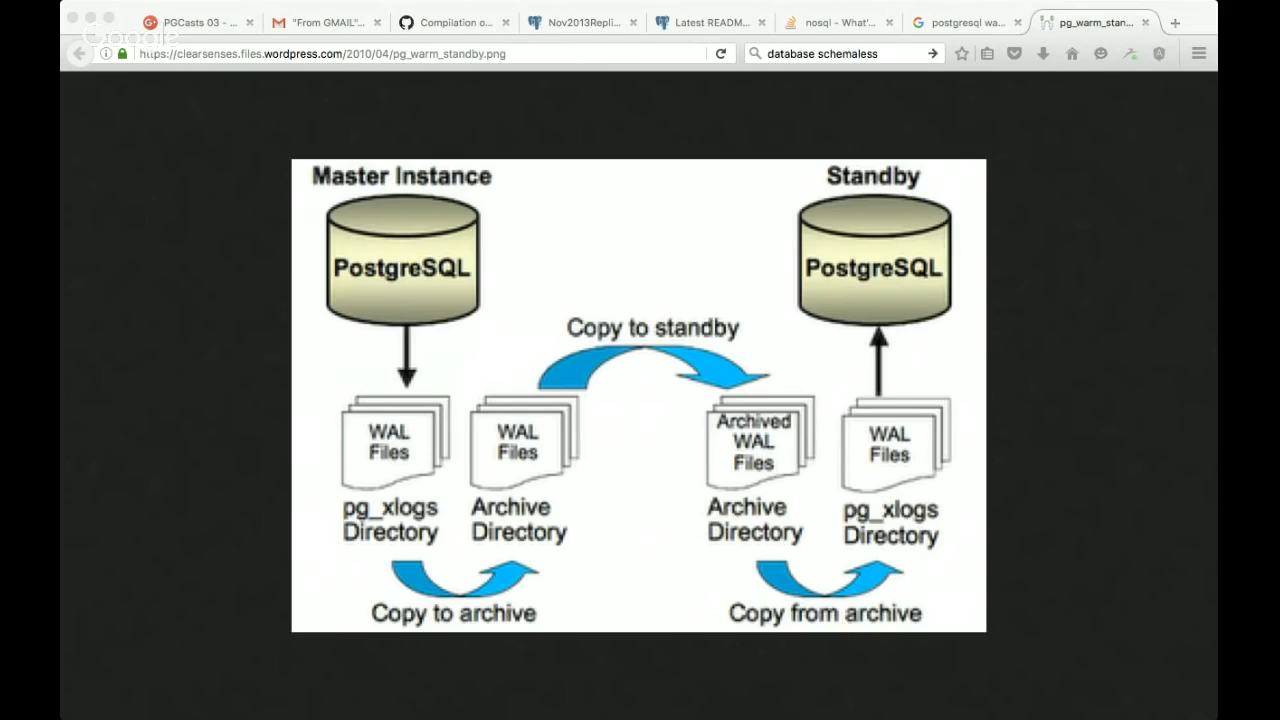 PGCasts 03 - ...
"From GMAIL"...
Compilation o...
Nov2013Repli...
Latest READM...
nosql - What'...
postgresql wa...
pg_warm_stan...
Google
https://clearsenses.files.wordpress.com/2010/04/pg_warm_standby.png
database schemaless
Master Instance
Standby
PostgreSQL
PostgreSQL
Copy to standby
WAL
Files
WAL
Files
Archived
WAL
Files
WAL
Files
pg_xlogs
Directory
Archive
Directory
Archive
Directory
pg_xlogs
Directory
Copy to archive
Copy from archive